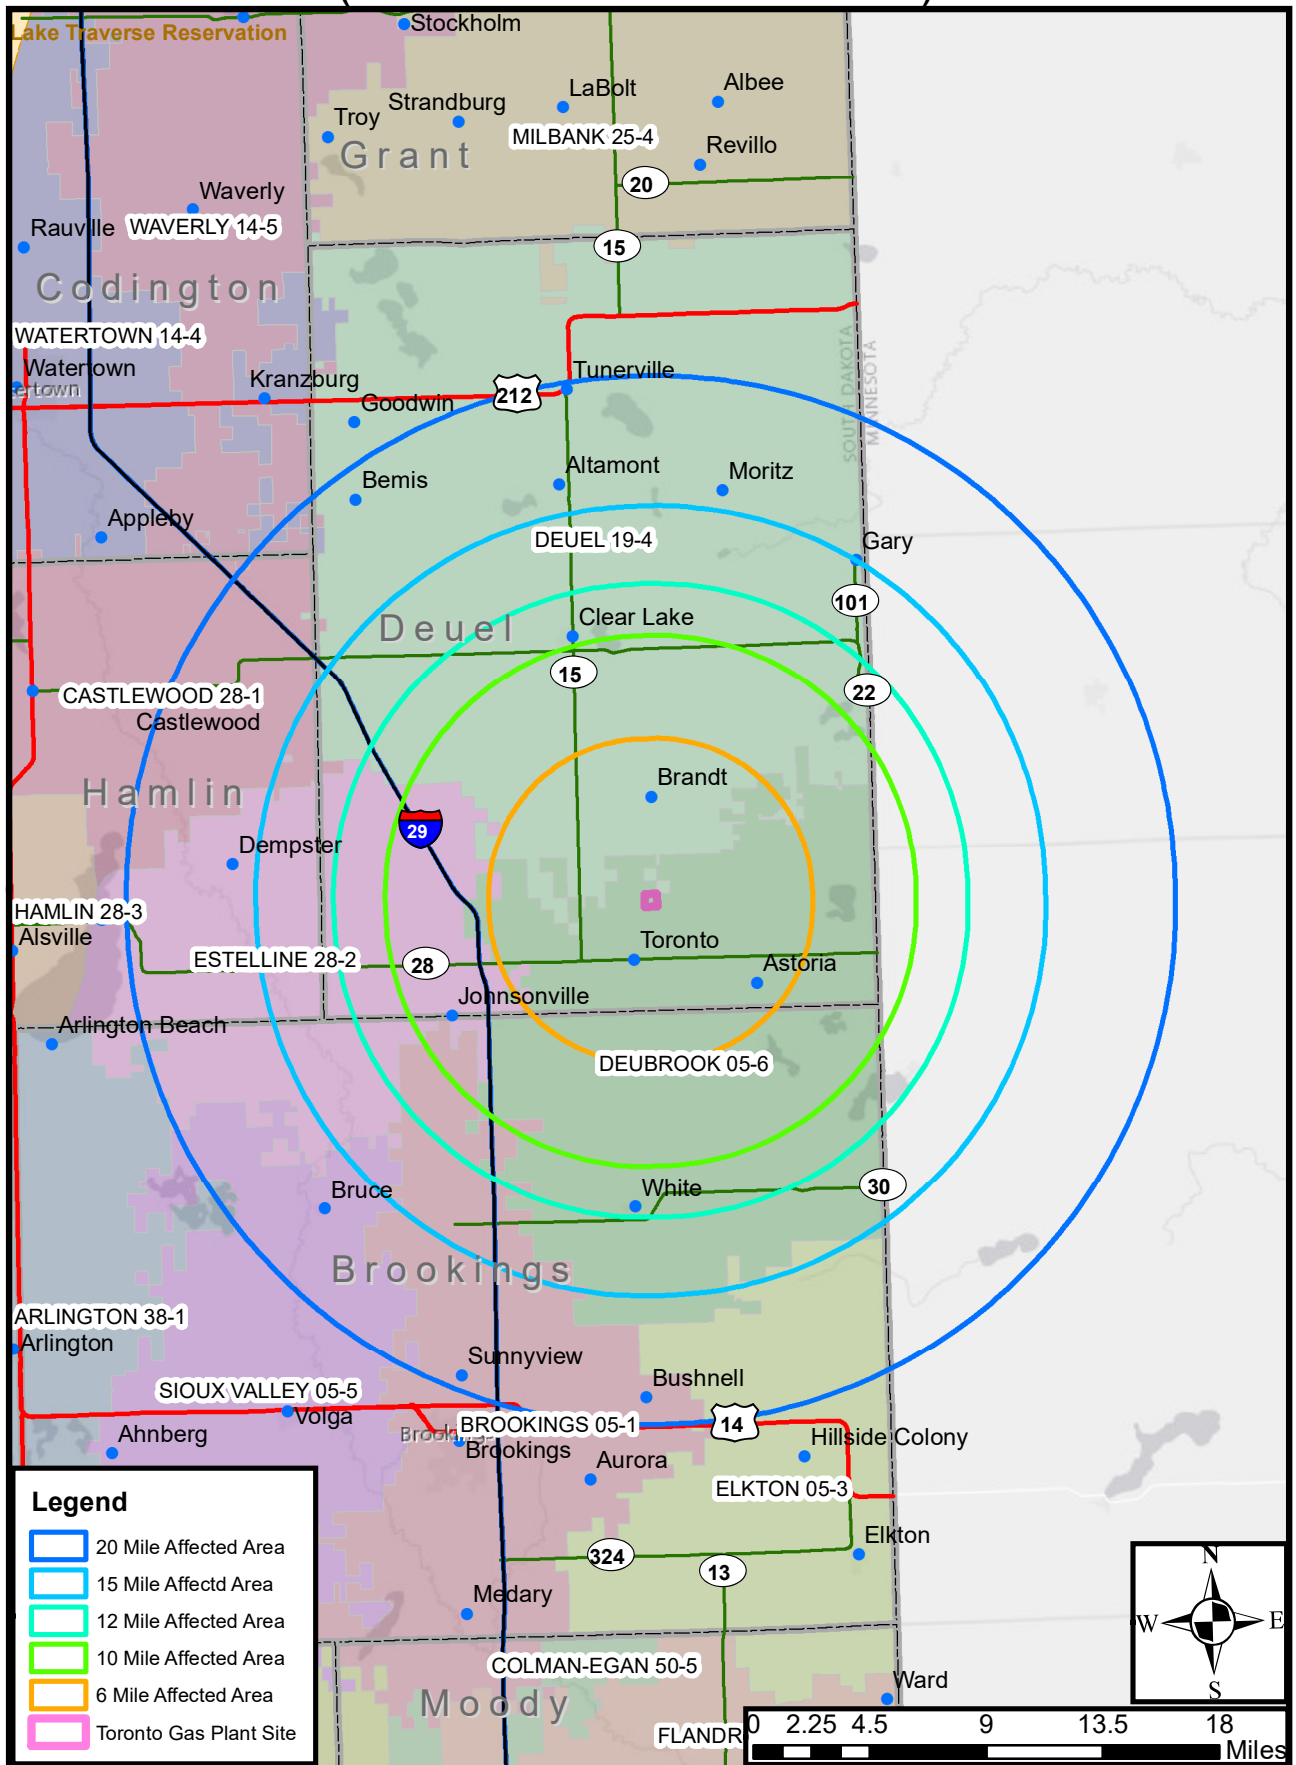 Lake Traverse Reservation
Stockholm
LaBolt
Albee
Strandburg
Troy
MILBANK 25-4
Grant
Revillo
20
Waverly
WAVERLY 14-5
Rauville
15
Codington
WATERTOWN 14-4
SOUTH DAKOTA
MINNESOTA
Watertown
ertown
Kranzburg
Tunerville
212
Goodwin
Altamont
Moritz
Bemis
Appleby
DEUEL 19-4
Gary
101
Clear Lake
Deuel
15
22
CASTLEWOOD 28-1
Castlewood
Brandt
Hamlin
29
Dempster
HAMLIN 28-3
Alsville
Toronto
ESTELLINE 28-2
28
Astoria
Johnsonville
Arlington Beach
DEUBROOK 05-6
Bruce
White
30
Brookings
ARLINGTON 38-1
Arlington
Sunnyview
Bushnell
SIOUX VALLEY 05-5
Volga
BROOKINGS 05-1
14
Brookings
Brookings
Ahnberg
Hillside Colony
Aurora
ELKTON 05-3
Elkton
324
13
Medary
COLMAN-EGAN 50-5
Moody
Ward
FLANDR
Legend
20 Mile Affected Area
15 Mile Affectd Area
12 Mile Affected Area
10 Mile Affected Area
6 Mile Affected Area
Toronto Gas Plant Site
N
W E
S
0 2.25 4.5 9 13.5 18
Miles